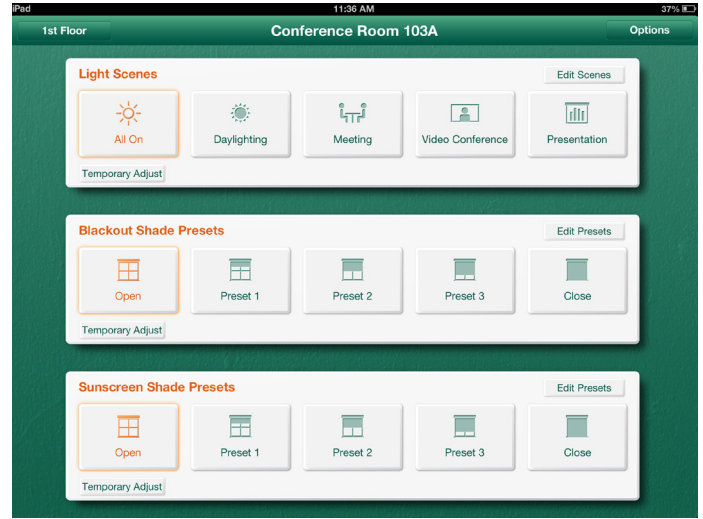 iPad 11:36 AM 37%
1st Floor Conference Room 103A Options
Light Scenes Edit Scenes
All On Daylighting Meeting Video Conference Presentation
Temporary Adjust
Blackout Shade Presets Edit Presets
Open Preset 1 Preset 2 Preset 3 Close
Temporary Adjust
Sunscreen Shade Presets Edit Presets
Open Preset 1 Preset 2 Preset 3 Close
Temporary Adjust